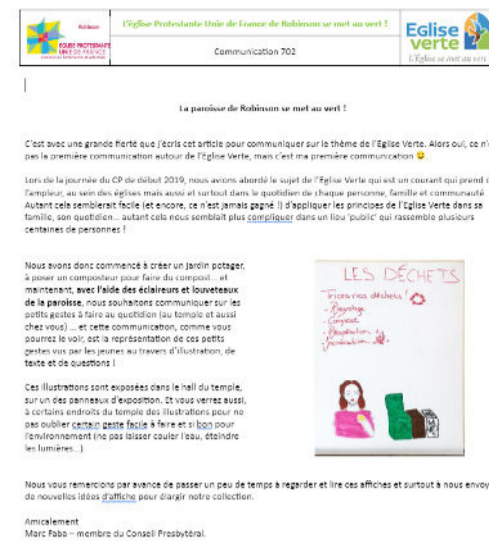 Robinson
EGLISE PROTESTANTE
UNIE DE FRANCE
L'église Protestante Unie de France de Robinson se met au vert !
Communication 702
Eglise
verte
L'Église se met au vert
La paroisse de Robinson se met au vert !
C'est avec une grande fierté que j'écris cet article pour communiquer sur le thème de l'Eglise Verte. Alors oui, ce n'
pas la première communication autour de l'Eglise Verte, mais c'est ma première communication 😉
Lors de la journée du CP de début 2019, nous avions abordé le sujet de l'Eglise Verte qui est un courant qui prend d
l'ampleur, au sein des églises mais aussi et surtout dans le quotidien de chaque personne, famille et communauté.
Autant cela semblerait facile (et encore, ce n'est jamais gagné !) d'appliquer les principes de l'Eglise Verte dans sa
famille, son quotidien… autant cela nous semblait plus compliquer dans un lieu 'public' qui rassemble plusieurs
centaines de personnes !
Nous avons donc commencé à créer un jardin potager,
à poser un composteur pour faire du compost… et
maintenant, avec l'aide des éclaireurs et louveteaux
de la paroisse, nous souhaitons communiquer sur les
petits gestes à faire au quotidien (au temple et aussi
chez vous) … et cette communication, comme vous
pourrez le voir, est la représentation de ces petits
gestes vus par les jeunes au travers d'illustration, de
texte et de questions !
Ces illustrations sont exposées dans le hall du temple,
sur un des panneaux d'exposition. Et vous verrez aussi,
à certains endroits du temple des illustrations pour ne
pas oublier certain geste facile à faire et si bon pour
l'environnement (ne pas laisser couler l'eau, éteindre
les lumières…)
LES DÉCHETS
Trions nos déchets !
- Recyclage
- Compost
- Récupération
- Incinération
Nous vous remercions par avance de passer un peu de temps à regarder et lire ces affiches et surtout à nous envoy
de nouvelles idées d'affiche pour élargir notre collection.
Amicalement
Marc Faba – membre du Conseil Presbytéral.